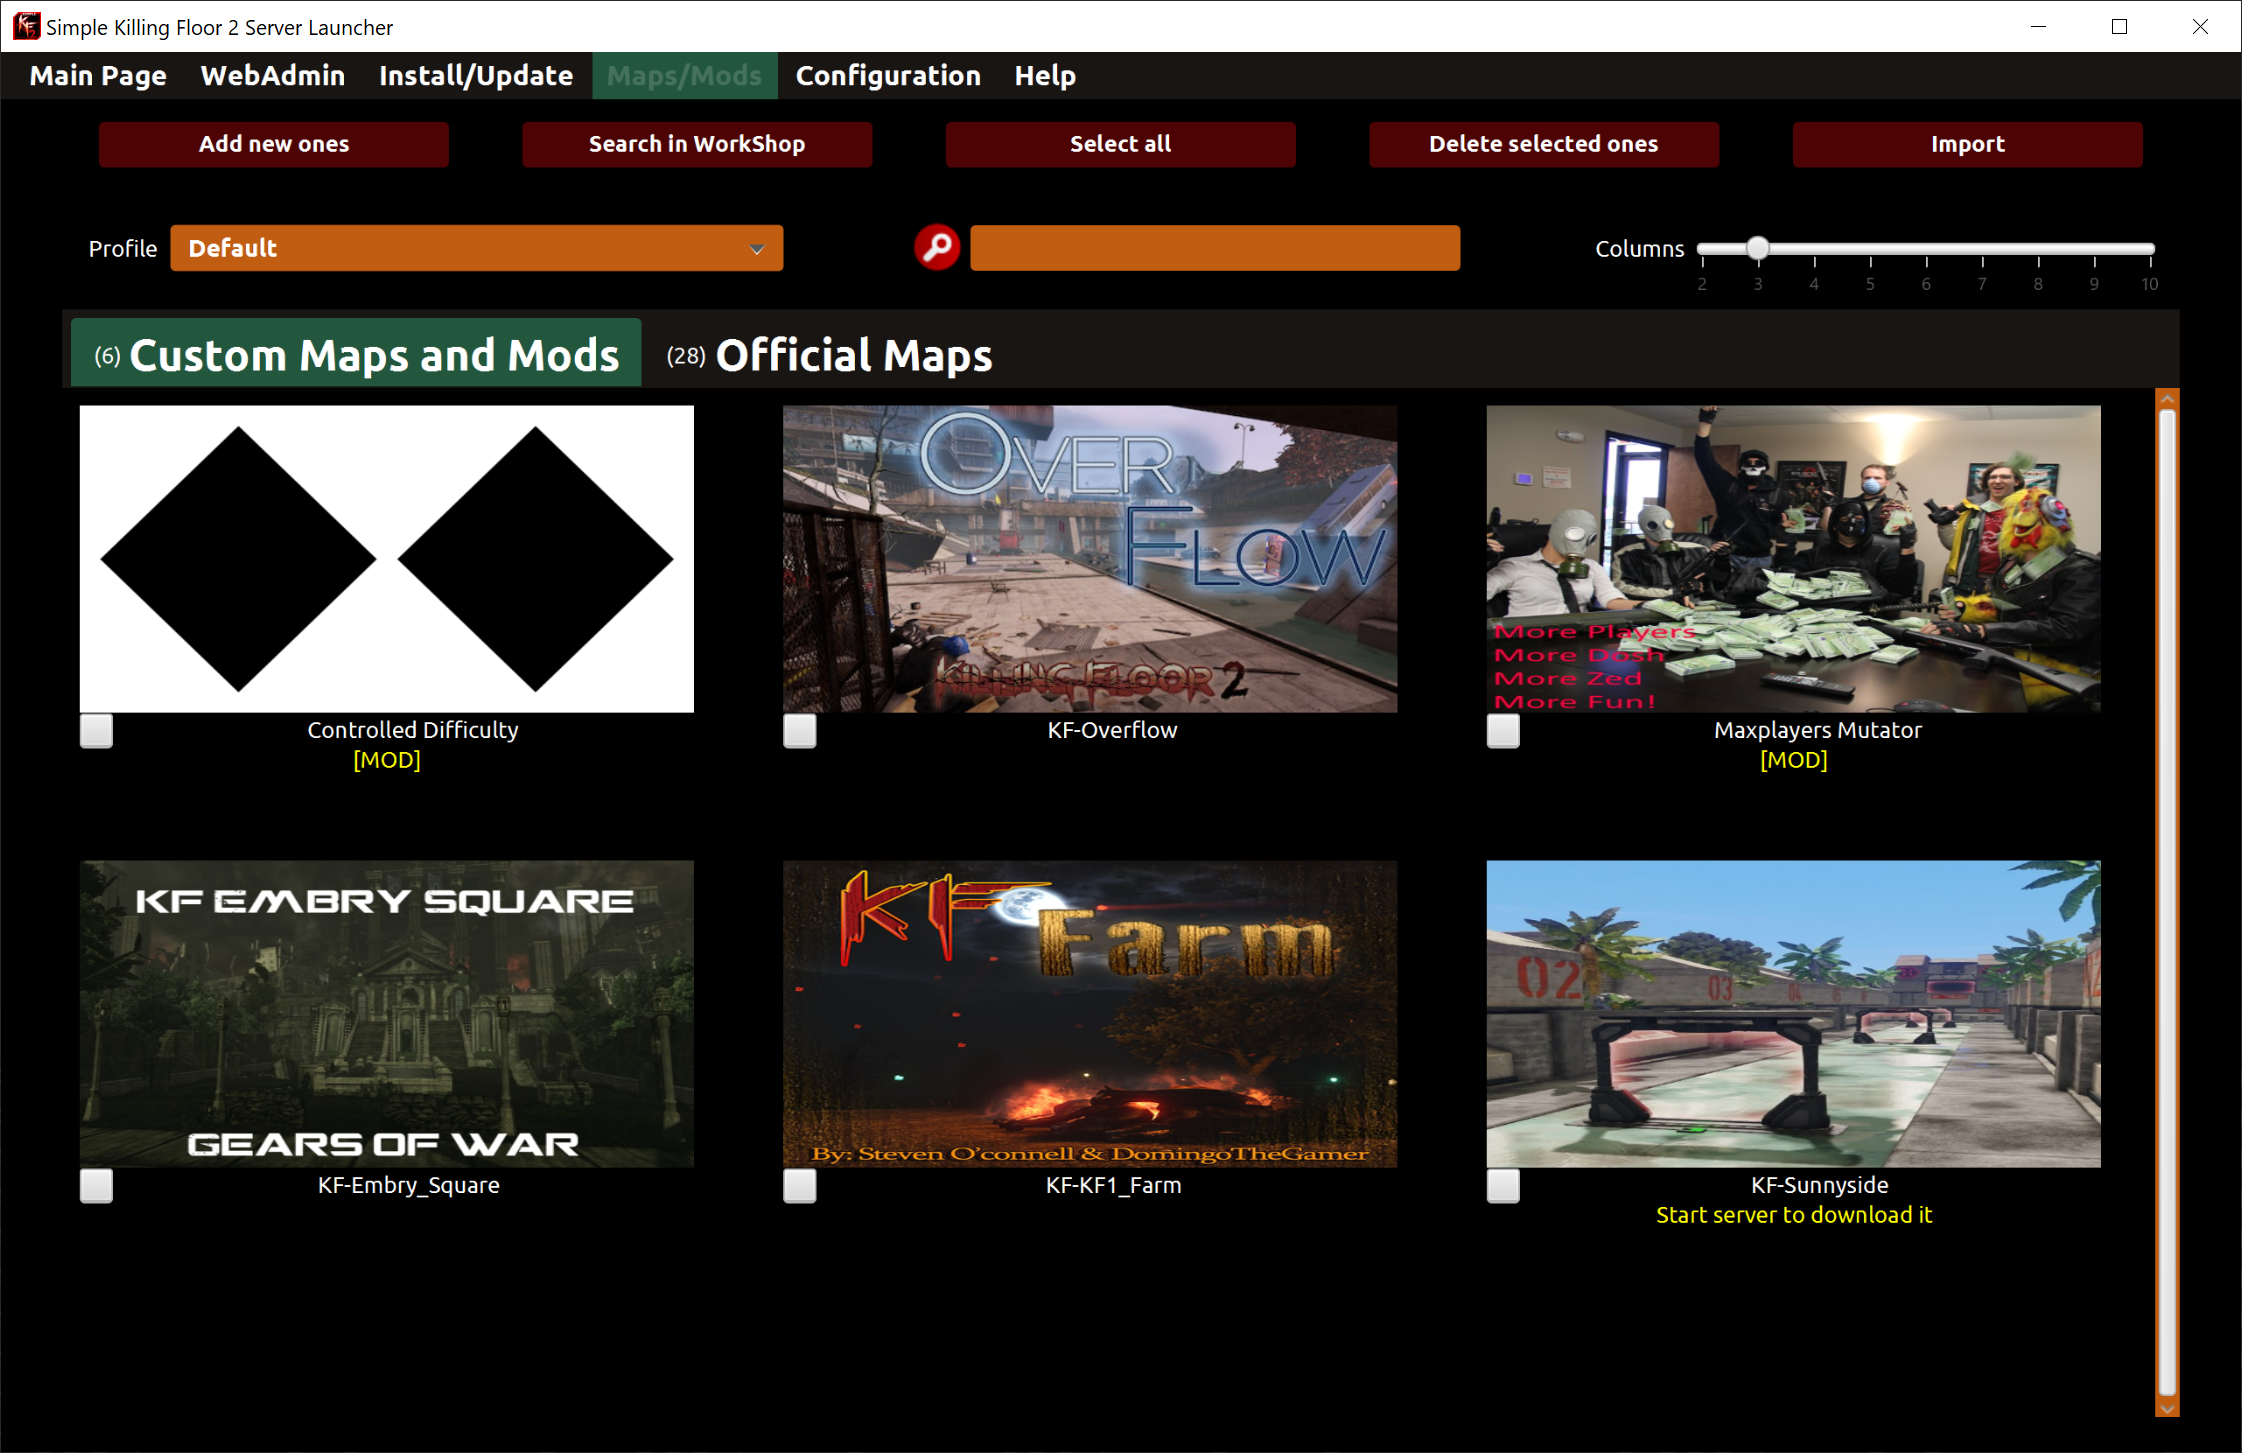 Simple Killing Floor 2 Server Launcher
Main Page WebAdmin Install/Update Maps/Mods Configuration Help
Add new ones Search in WorkShop Select all Delete selected ones Import
Profile Default Columns
2 3 4 5 6 7 8 9 10
(6) Custom Maps and Mods (28) Official Maps
OVER
FLOW
KILLING FLOOR 2
More Players
More Dosh
More Zed
More Fun!
Controlled Difficulty KF-Overflow Maxplayers Mutator
[MOD] [MOD]
KF EMBRY SQUARE
GEARS OF WAR
KF Farm
By: Steven O'connell & DomingoTheGamer
02 03 04
KF-Embry_Square KF-KF1_Farm KF-Sunnyside
Start server to download it